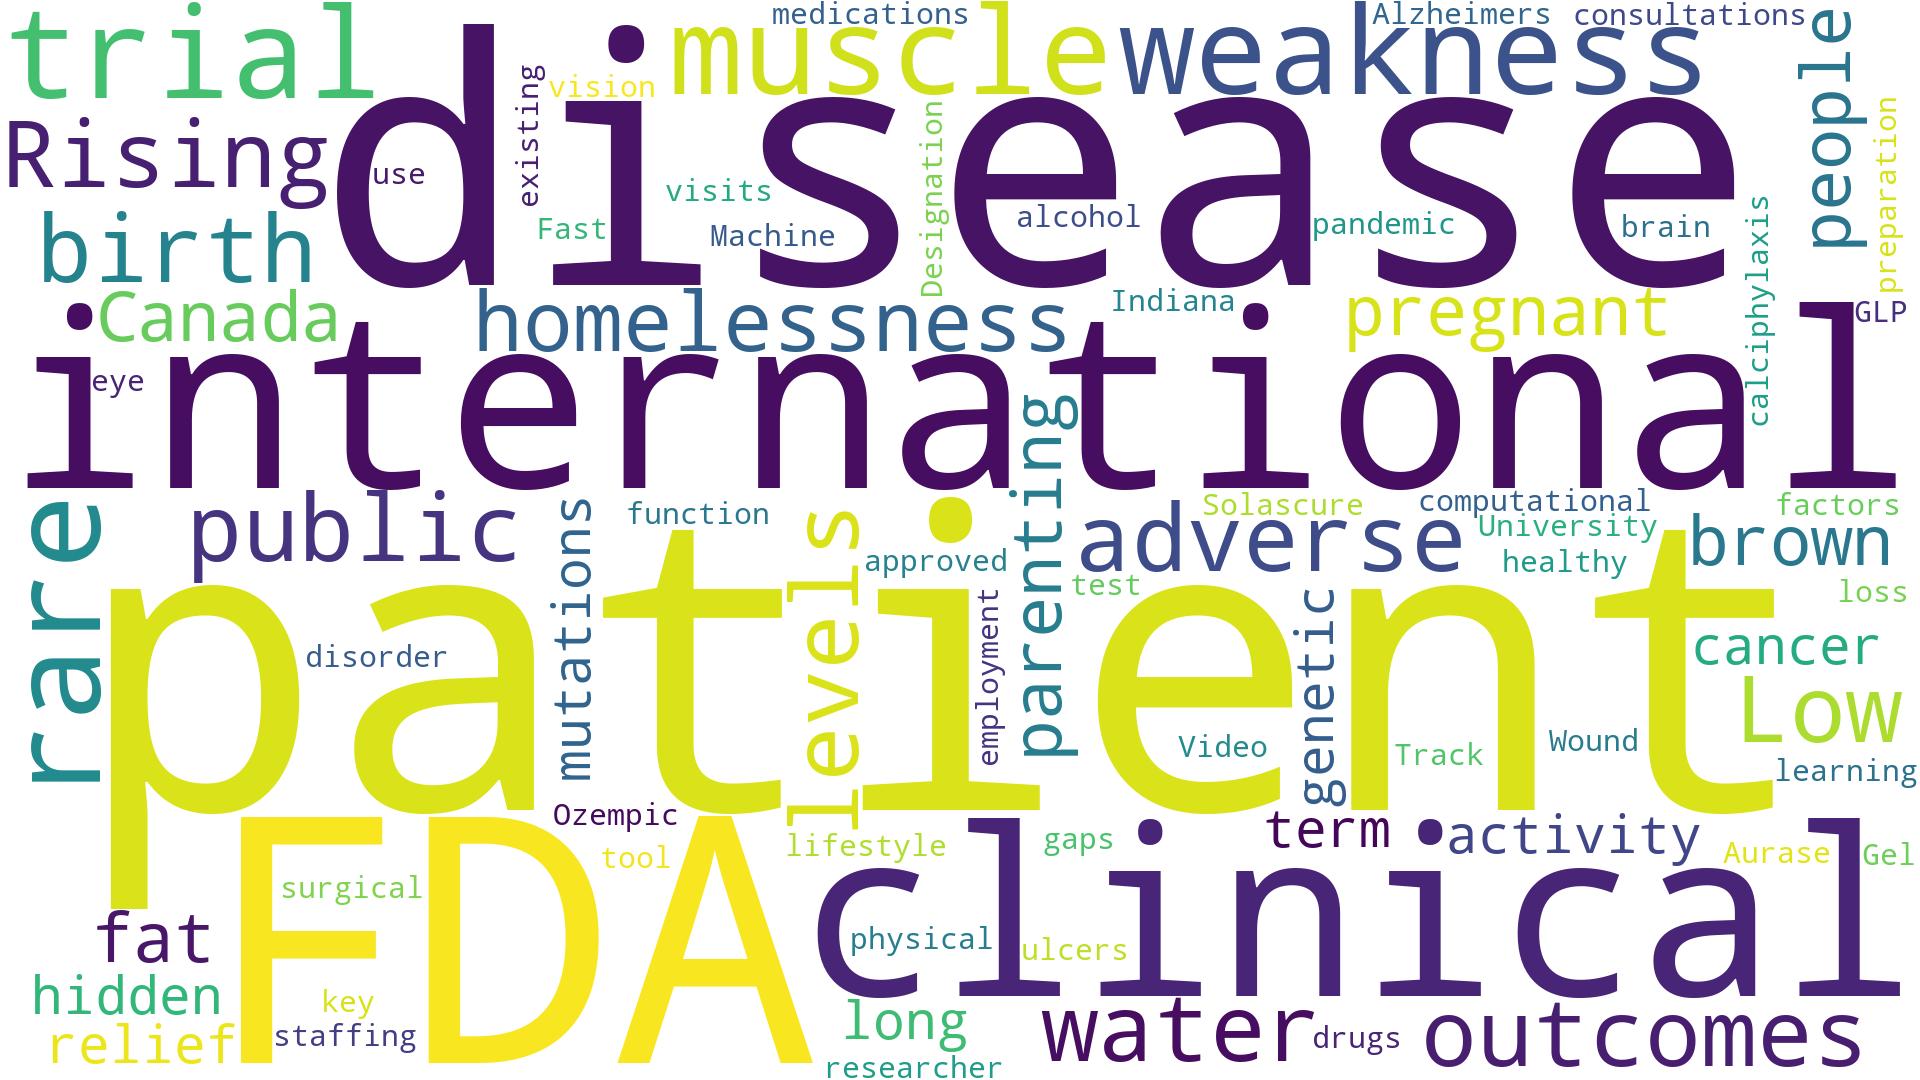 medications
Alzheimers
consultations
trial
muscle
weakness
people
existing
vision
disease
Rising
use
visits
Designation
preparation
birth
Fast
Machine
alcohol
pandemic
brain
calciphylaxis
Canada
homelessness
Indiana
pregnant
GLP
eye
international
parenting
rare
public
mutations
function
levels
approved
adverse
Solascure
computational
factors
University
healthy
brown
test
loss
patient
disorder
employment
genetic
cancer
Low
Video
Track
Wound
learning
Ozempic
tool
lifestyle
gaps
term
activity
Aurase
Gel
FDA
clinical
surgical
fat
physical
ulcers
hidden
key
relief
staffing
long
water
drugs
outcomes
researcher